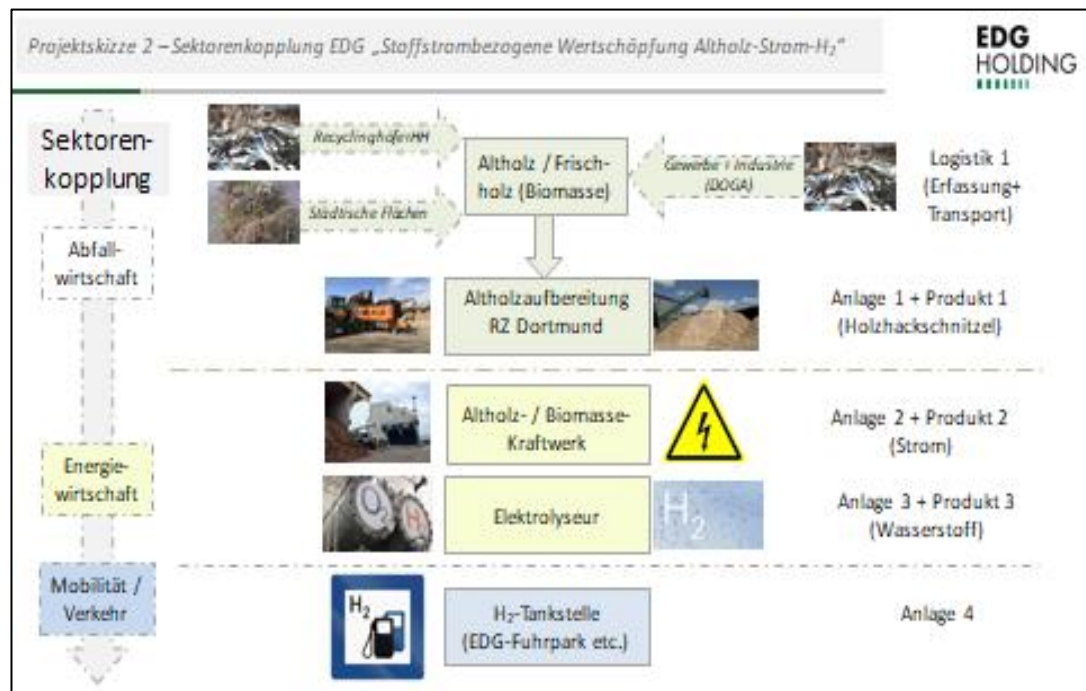 Projektskizze 2 – Sektorenkopplung EDG „Stoffstrombezogene Wertschöpfung Altholz-Strom-H₂"
EDG
HOLDING
Sektoren-
kopplung
RecyclinghöfenHH
Städtische Flächen
Altholz / Frisch-
holz (Biomasse)
Gewerbe + Industrie
(DOGA)
Logistik 1
(Erfassung+
Transport)
Abfall-
wirtschaft
Altholzaufbereitung
RZ Dortmund
Anlage 1 + Produkt 1
(Holzhackschnitzel)
Altholz- / Biomasse-
Kraftwerk
Anlage 2 + Produkt 2
(Strom)
Energie-
wirtschaft
H₂
Elektrolyseur
H₂
Anlage 3 + Produkt 3
(Wasserstoff)
Mobilität /
Verkehr
H₂
H₂-Tankstelle
(EDG-Fuhrpark etc.)
Anlage 4